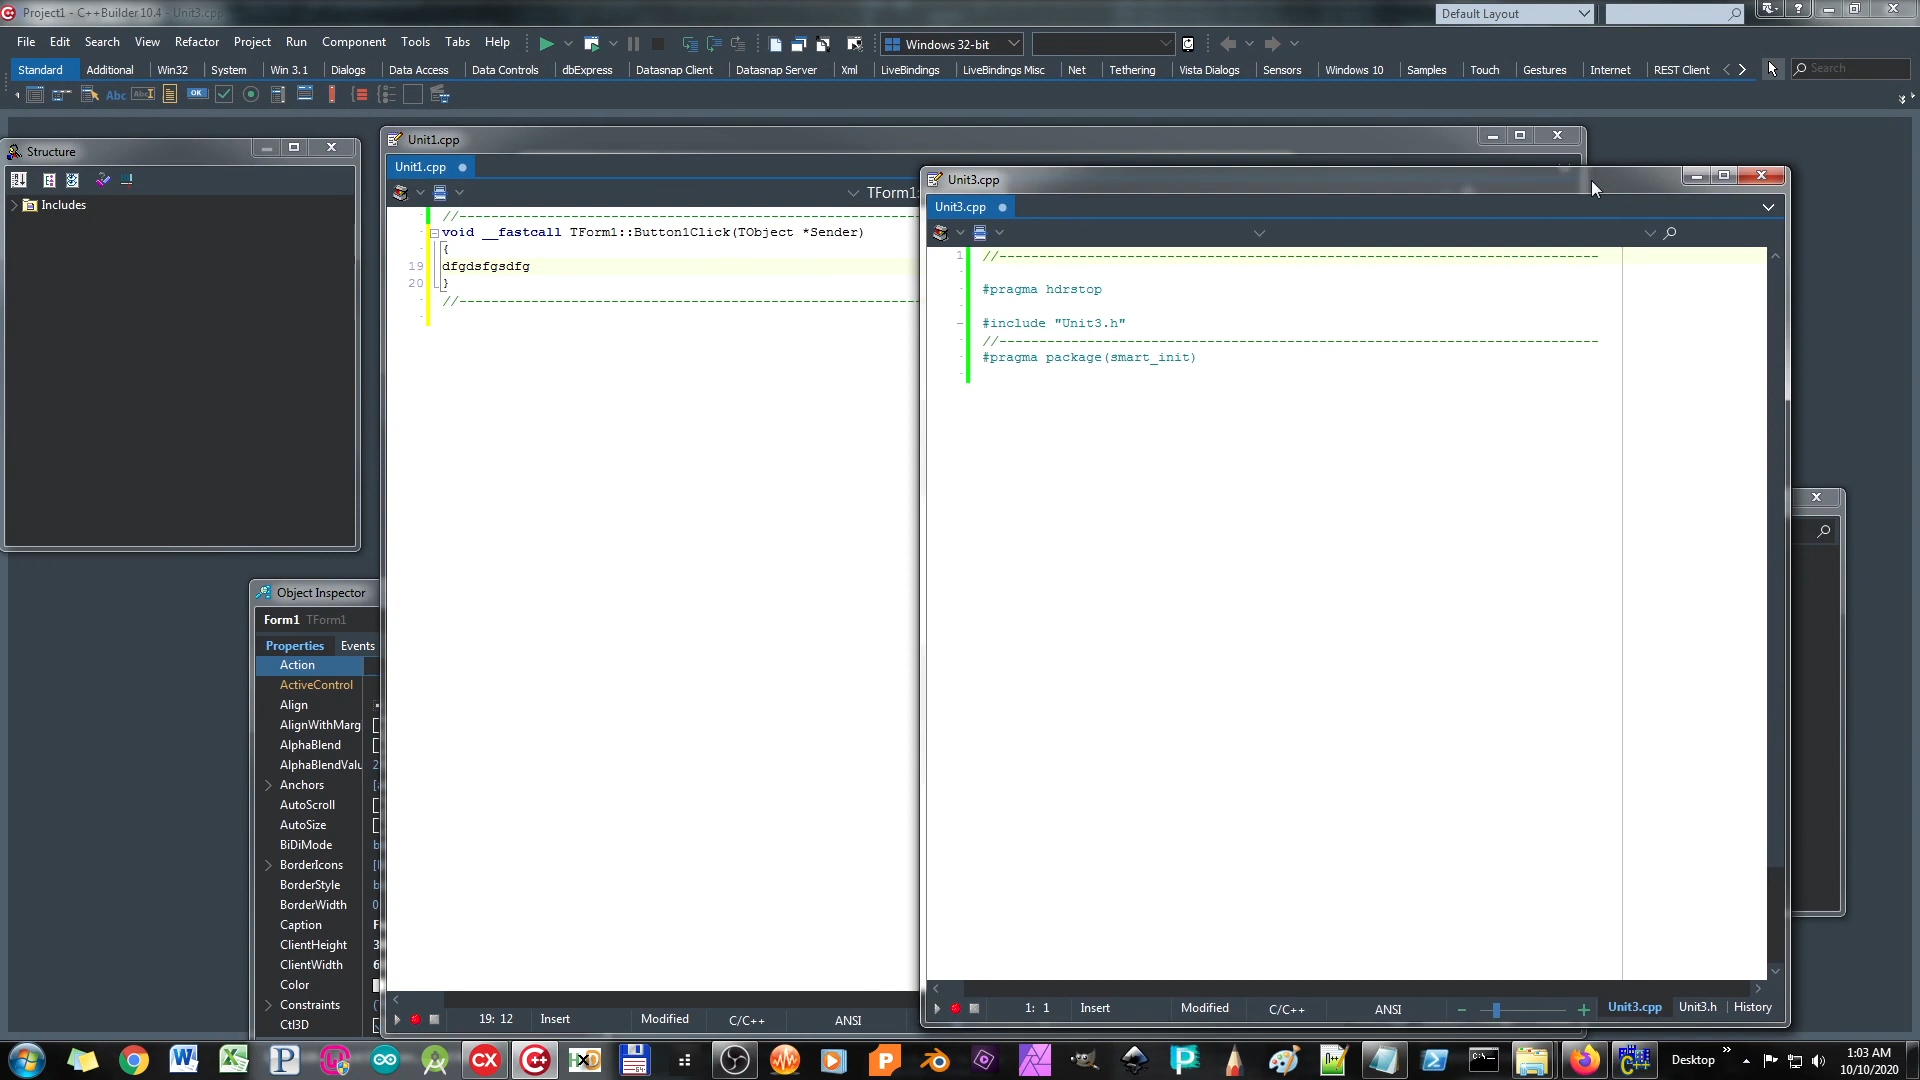 Project1 - C++Builder 10.4 - Unit3.cpp
Default Layout
File Edit Search View Refactor Project Run Component Tools Tabs Help
Windows 32-bit
Standard Additional Win32 System Win 3.1 Dialogs Data Access Data Controls dbExpress Datasnap Client Datasnap Server Xml LiveBindings LiveBindings Misc Net Tethering Vista Dialogs Sensors Windows 10 Samples Touch Gestures Internet REST Client
Search
Abc OK
Structure
Includes
Unit1.cpp
Unit1.cpp
TForm1:
//----------------------------------------------------------
void __fastcall TForm1::Button1Click(TObject *Sender)
{
19 dfgdsfgsdfg
20 }
//----------------------------------------------------------
19: 12 Insert Modified C/C++ ANSI
Unit3.cpp
Unit3.cpp
1 //---------------------------------------------------------------------------
#pragma hdrstop
#include "Unit3.h"
//---------------------------------------------------------------------------
#pragma package(smart_init)
1: 1 Insert Modified C/C++ ANSI Unit3.cpp Unit3.h History
Object Inspector
Form1 TForm1
Properties Events
Action
ActiveControl
Align
AlignWithMarg
AlphaBlend
AlphaBlendValu 2
Anchors
AutoScroll
AutoSize
BiDiMode b
BorderIcons
BorderStyle b
BorderWidth 0
Caption F
ClientHeight 3
ClientWidth 6
Color
Constraints
Ctl3D
Desktop
1:03 AM
10/10/2020